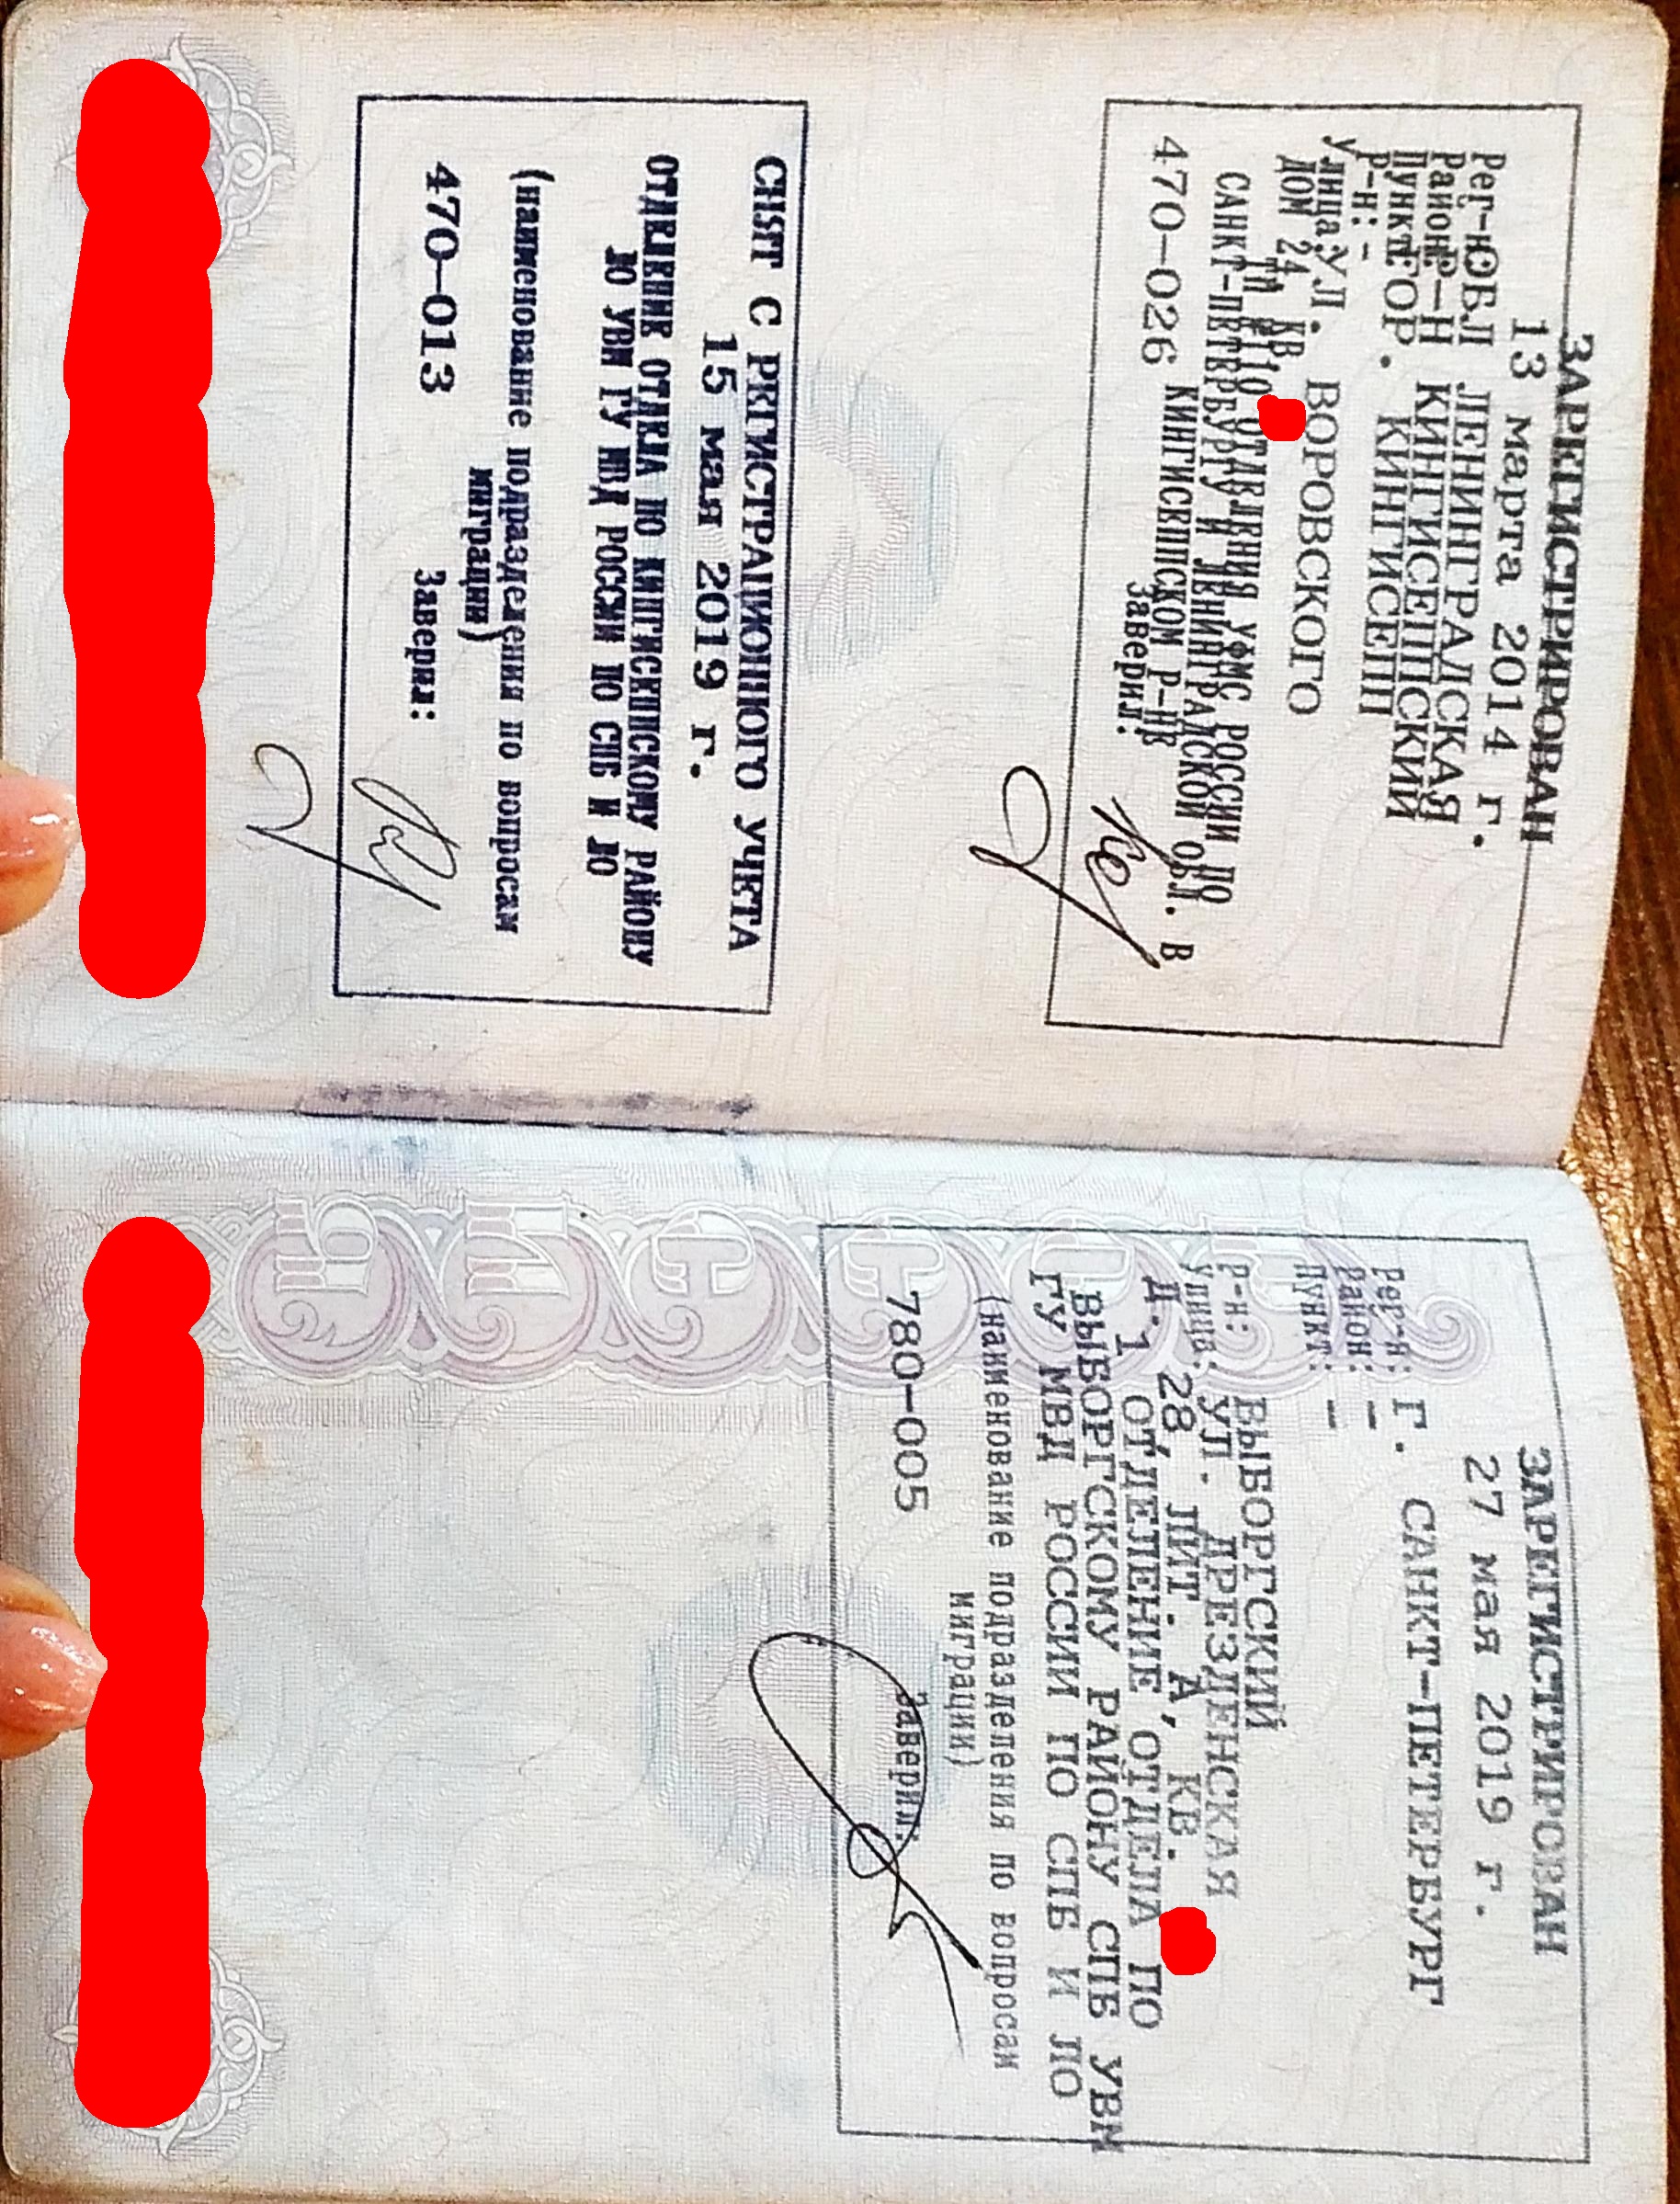 ЗАРЕГИСТРИРОВАН
13 марта 2014 г.
Рег-н: ОБЛ ЛЕНИНГРАДСКАЯ
Район: Р-Н КИНГИСЕППСКИЙ
Пункт: ГОР. КИНГИСЕПП
Р-н: -
Улица: УЛ. ВОРОВСКОГО
ДОМ 24, КВ.
ТП №110 ОТДЕЛЕНИЯ УФМС РОССИИ ПО
САНКТ-ПЕТЕРБУРГУ И ЛЕНИНГРАДСКОЙ ОБЛ. В
КИНГИСЕППСКОМ Р-НЕ
470-026
Заверил:
СНЯТ С РЕГИСТРАЦИОННОГО УЧЕТА
15 мая 2019 г.
ОТДЕЛЕНИЕ ОТДЕЛА ПО КИНГИСЕППСКОМУ РАЙОНУ
ЛО УВМ ГУ МВД РОССИИ ПО СПБ И ЛО
(наименование подразделения по вопросам
миграции)
470-013
Заверил:
ЗАРЕГИСТРИРОВАН
27 мая 2019 г.
Рег-н: Г. САНКТ-ПЕТЕРБУРГ
Район: -
Пункт: -
Р-н: ВЫБОРГСКИЙ
Улица: УЛ. ДРЕЗДЕНСКАЯ
Д. 28, ЛИТ. А, КВ.
1 ОТДЕЛЕНИЕ ОТДЕЛА ПО
ВЫБОРГСКОМУ РАЙОНУ СПБ УВМ
ГУ МВД РОССИИ ПО СПБ И ЛО
(наименование подразделения по вопросам
миграции)
780-005
Заверил:
РОССИЯ